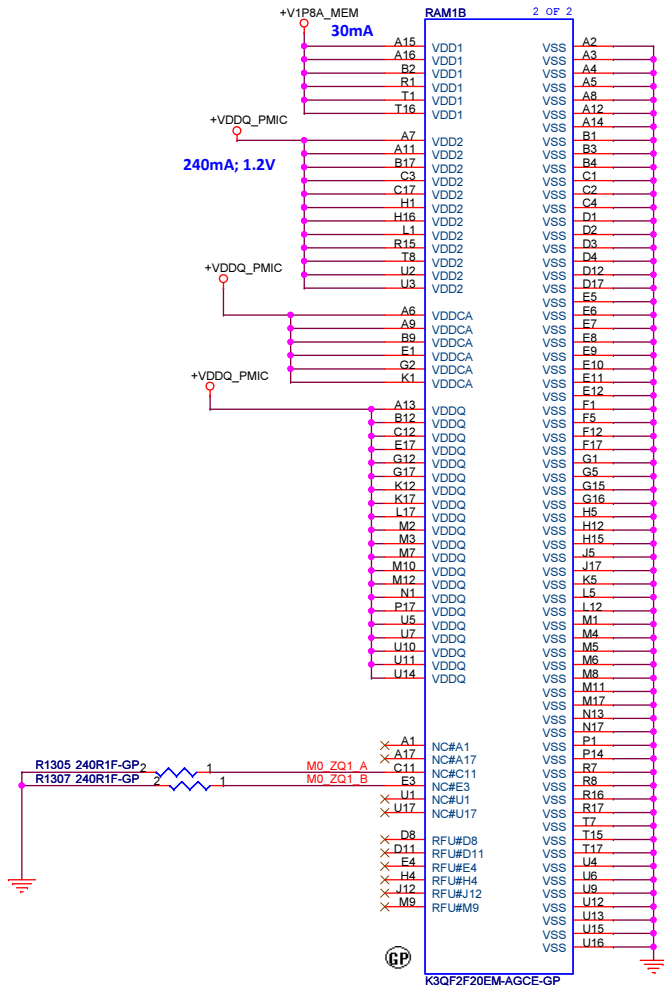 +V1P8A_MEM
30mA
RAM1B 2 OF 2
A15 VDD1 VSS A2
A16 VDD1 VSS A3
B2 VDD1 VSS A4
R1 VDD1 VSS A5
T1 VDD1 VSS A8
T16 VDD1 VSS A12
VSS A14
+VDDQ_PMIC
240mA; 1.2V
A7 VDD2 VSS B1
A11 VDD2 VSS B3
B17 VDD2 VSS B4
C3 VDD2 VSS C1
C17 VDD2 VSS C2
H1 VDD2 VSS C4
H16 VDD2 VSS D1
L1 VDD2 VSS D2
R15 VDD2 VSS D3
T8 VDD2 VSS D4
U2 VDD2 VSS D12
U3 VDD2 VSS D17
VSS E5
+VDDQ_PMIC
A6 VDDCA VSS E6
A9 VDDCA VSS E7
B9 VDDCA VSS E8
E1 VDDCA VSS E9
G2 VDDCA VSS E10
K1 VDDCA VSS E11
VSS E12
+VDDQ_PMIC
A13 VDDQ VSS F1
B12 VDDQ VSS F5
C12 VDDQ VSS F12
E17 VDDQ VSS F17
G12 VDDQ VSS G1
G17 VDDQ VSS G5
K12 VDDQ VSS G15
K17 VDDQ VSS G16
L17 VDDQ VSS H5
M2 VDDQ VSS H12
M3 VDDQ VSS H15
M7 VDDQ VSS J5
M10 VDDQ VSS J17
M12 VDDQ VSS K5
N1 VDDQ VSS L5
P17 VDDQ VSS L12
U5 VDDQ VSS M1
U7 VDDQ VSS M4
U10 VDDQ VSS M5
U11 VDDQ VSS M6
U14 VDDQ VSS M8
VSS M11
VSS M17
VSS N13
VSS N17
A1 NC#A1 VSS P1
A17 NC#A17 VSS P14
R1305 240R1F-GP 2 1 M0_ZQ1_A C11 NC#C11 VSS R7
R1307 240R1F-GP 2 1 M0_ZQ1_B E3 NC#E3 VSS R8
U1 NC#U1 VSS R16
U17 NC#U17 VSS R17
VSS T7
D8 RFU#D8 VSS T15
D11 RFU#D11 VSS T17
E4 RFU#E4 VSS U4
H4 RFU#H4 VSS U6
J12 RFU#J12 VSS U9
M9 RFU#M9 VSS U12
VSS U13
VSS U15
VSS U16
GP
K3QF2F20EM-AGCE-GP